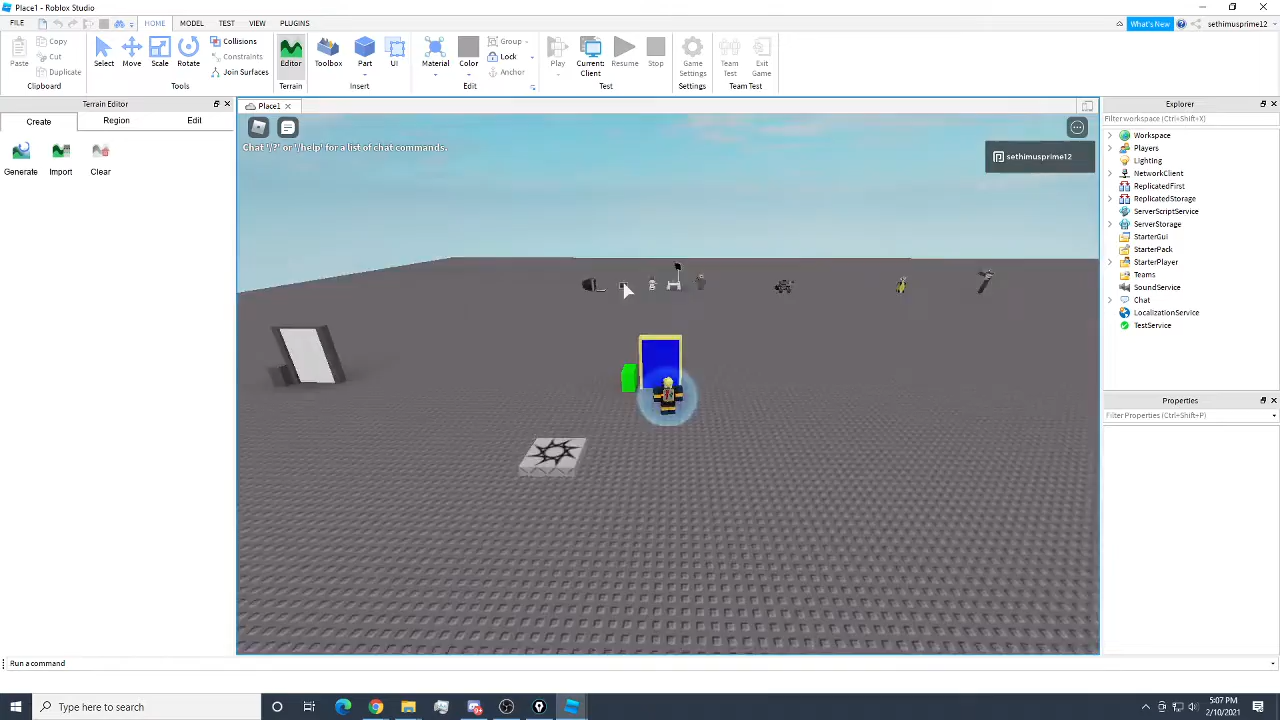 Place1 - Roblox Studio
FILE HOME MODEL TEST VIEW PLUGINS What's New sethimusprime12
Paste Copy Cut Duplicate Select Move Scale Rotate Collisions Constraints Join Surfaces Editor Toolbox Part UI Material Color Group Lock Anchor Play Current: Client Resume Stop Game Settings Team Test Exit Game
Clipboard Tools Terrain Insert Edit Test Settings Team Test
Terrain Editor
Create Region Edit
Generate Import Clear
Place1
Chat '/?' or '/help' for a list of chat commands.
sethimusprime12
Explorer
Filter workspace (Ctrl+Shift+X)
Workspace
Players
Lighting
NetworkClient
ReplicatedFirst
ReplicatedStorage
ServerScriptService
ServerStorage
StarterGui
StarterPack
StarterPlayer
Teams
SoundService
Chat
LocalizationService
TestService
Properties
Filter Properties (Ctrl+Shift+P)
Run a command
Type here to search
5:07 PM
2/10/2021